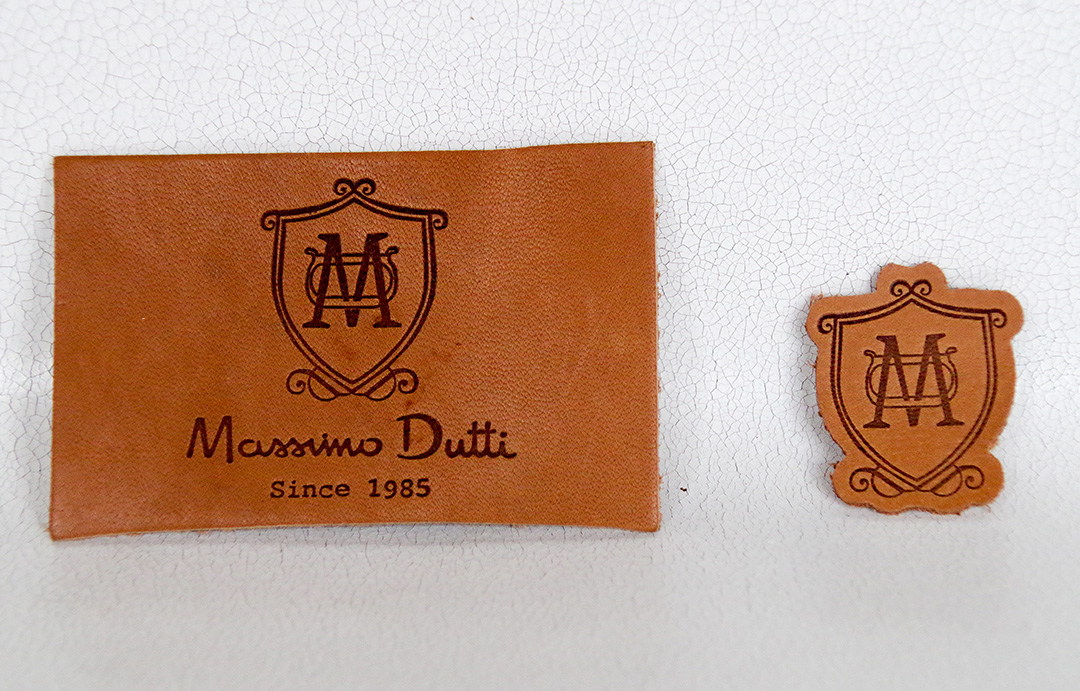 M
Massimo Dutti
Since 1985
M